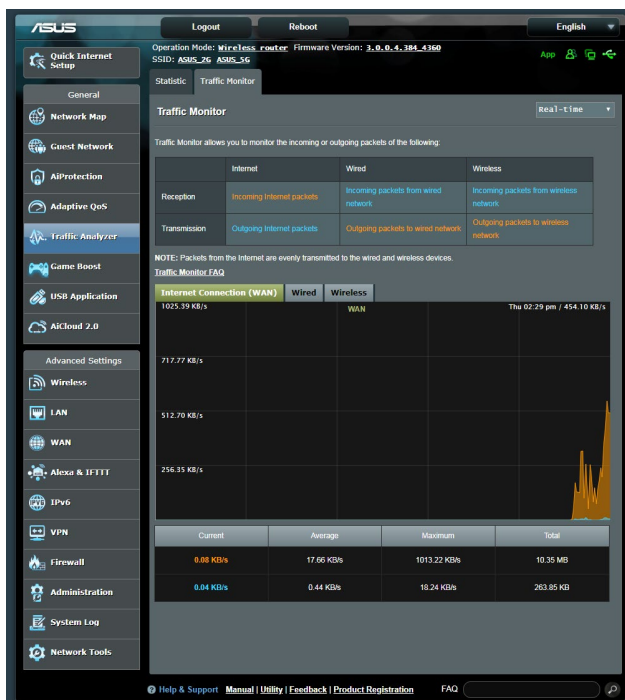 ASUS
Logout
Reboot
English
Quick Internet
Setup
Operation Mode: Wireless router Firmware Version: 3.0.0.4.384_4360
SSID: ASUS_2G ASUS_5G
App
Statistic
Traffic Monitor
General
Network Map
Guest Network
AiProtection
Adaptive QoS
Traffic Analyzer
Game Boost
USB Application
AiCloud 2.0
Advanced Settings
Wireless
LAN
WAN
Alexa & IFTTT
IPv6
VPN
Firewall
Administration
System Log
Network Tools
Traffic Monitor
Real-time
Traffic Monitor allows you to monitor the incoming or outgoing packets of the following:
Internet Wired Wireless
Reception
Incoming Internet packets
Incoming packets from wired
network
Incoming packets from wireless
network
Transmission
Outgoing Internet packets
Outgoing packets to wired network
Outgoing packets to wireless
network
NOTE: Packets from the Internet are evenly transmitted to the wired and wireless devices.
Traffic Monitor FAQ
Internet Connection (WAN) Wired Wireless
1025.39 KB/s WAN Thu 02:29 pm / 454.10 KB/s
717.77 KB/s
512.70 KB/s
256.35 KB/s
Current Average Maximum Total
0.08 KB/s 17.66 KB/s 1013.22 KB/s 10.35 MB
0.04 KB/s 0.44 KB/s 18.24 KB/s 263.85 KB
Help & Support Manual | Utility | Feedback | Product Registration FAQ